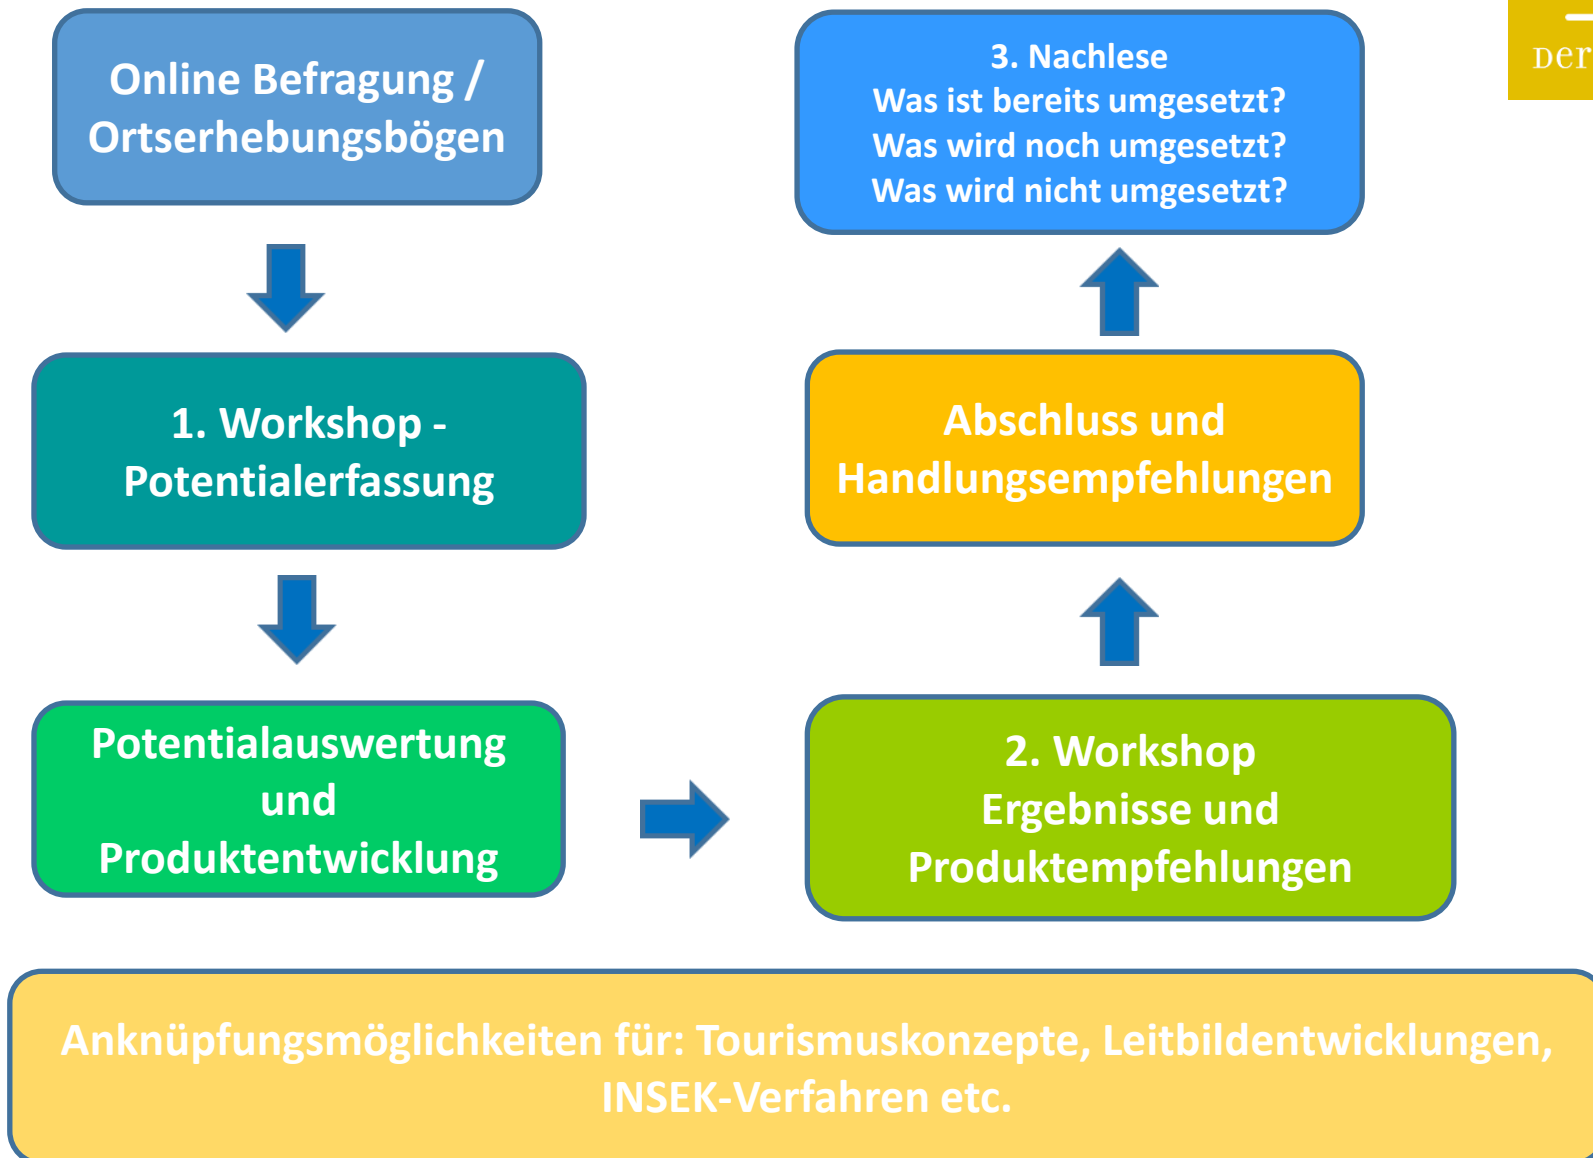 Online Befragung /
Ortserhebungsbögen
1. Workshop -
Potentialerfassung
Potentialauswertung
und
Produktentwicklung
2. Workshop
Ergebnisse und
Produktempfehlungen
Abschluss und
Handlungsempfehlungen
3. Nachlese
Was ist bereits umgesetzt?
Was wird noch umgesetzt?
Was wird nicht umgesetzt?
Der
Anknüpfungsmöglichkeiten für: Tourismuskonzepte, Leitbildentwicklungen,
INSEK-Verfahren etc.